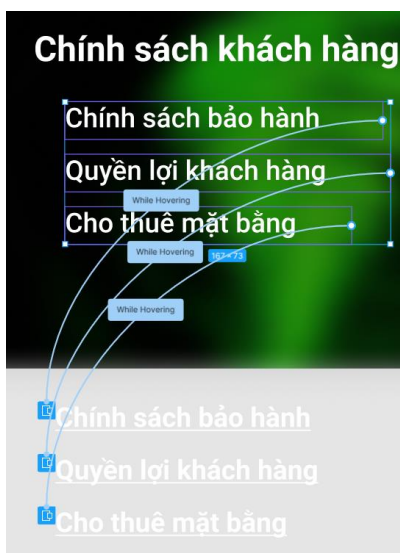 Chính sách khách hàng
Chính sách bảo hành
Quyền lợi khách hàng
While Hovering
Cho thuê mặt bằng
While Hovering
167 × 73
While Hovering
Chính sách bảo hành
Quyền lợi khách hàng
Cho thuê mặt bằng